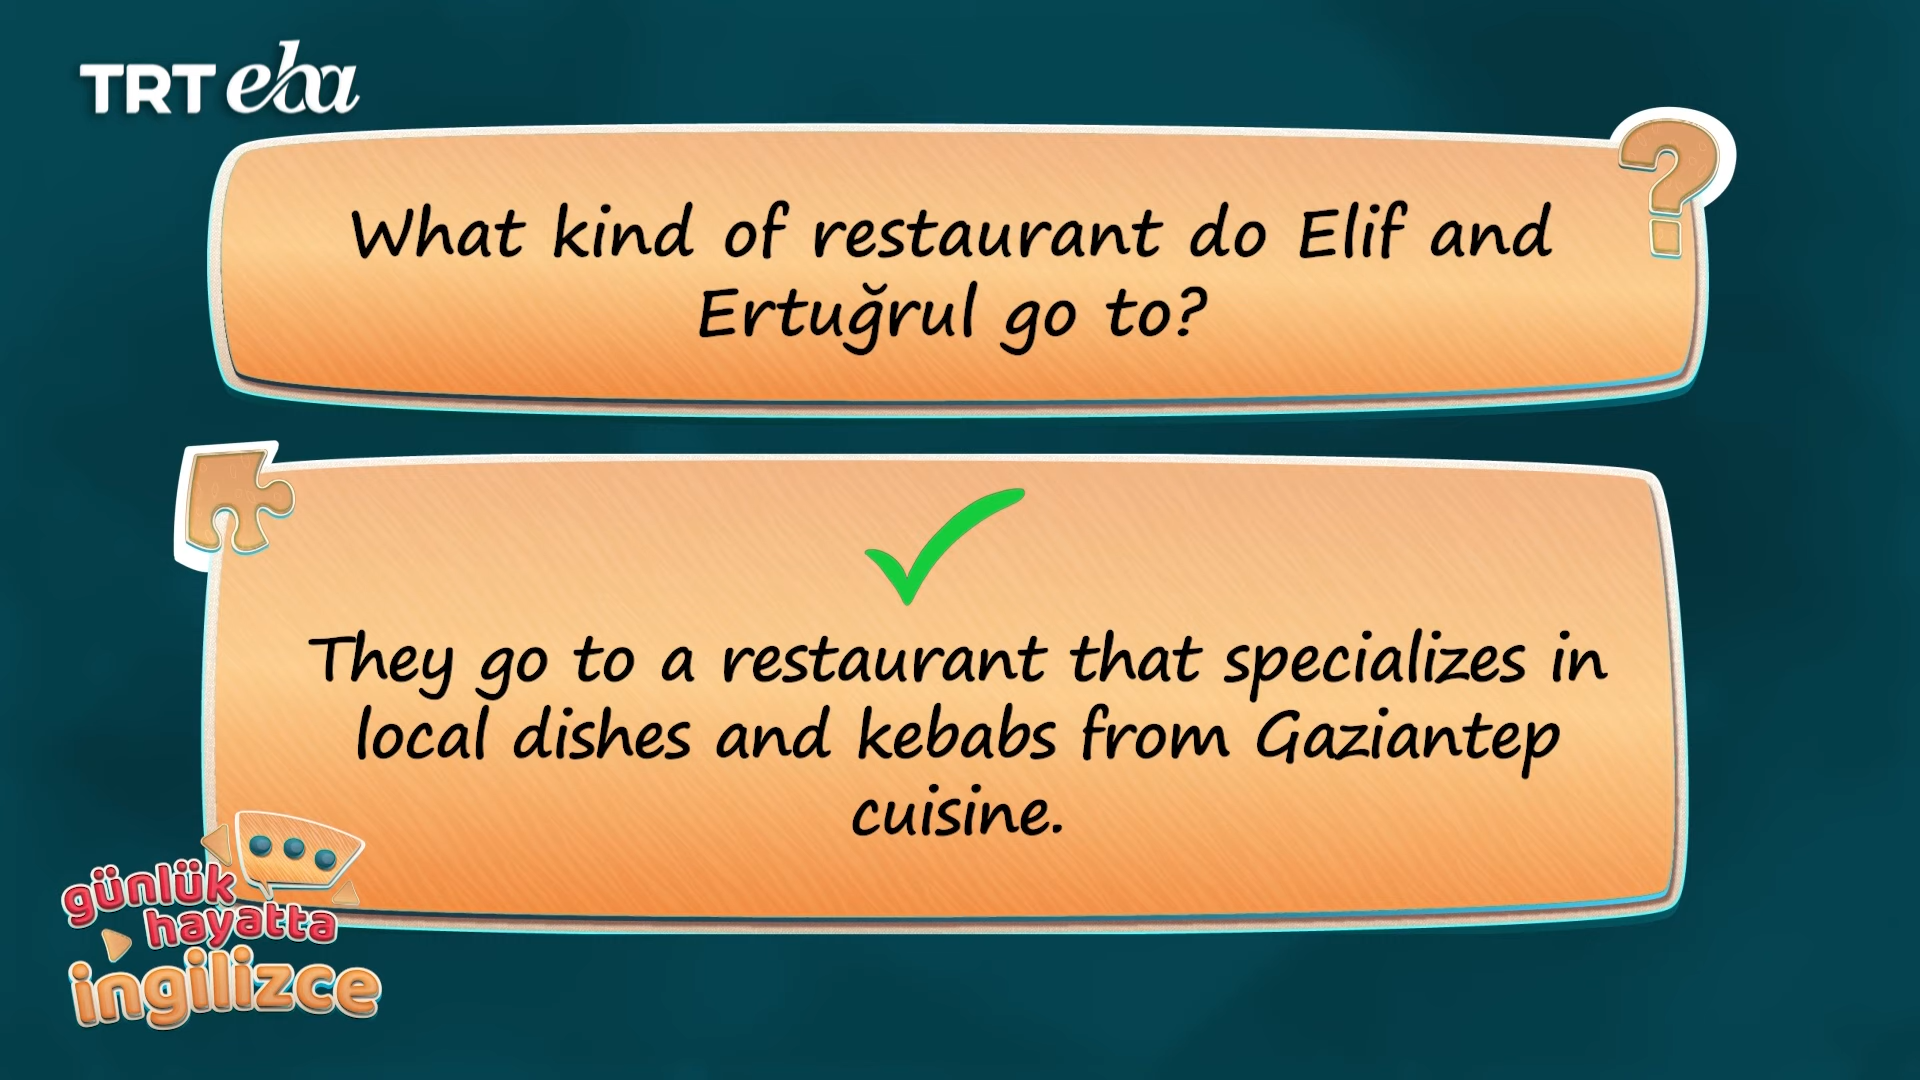 TRT eba
What kind of restaurant do Elif and
Ertuğrul go to?
They go to a restaurant that specializes in
local dishes and kebabs from Gaziantep
cuisine.
günlük
hayatta
ingilizce